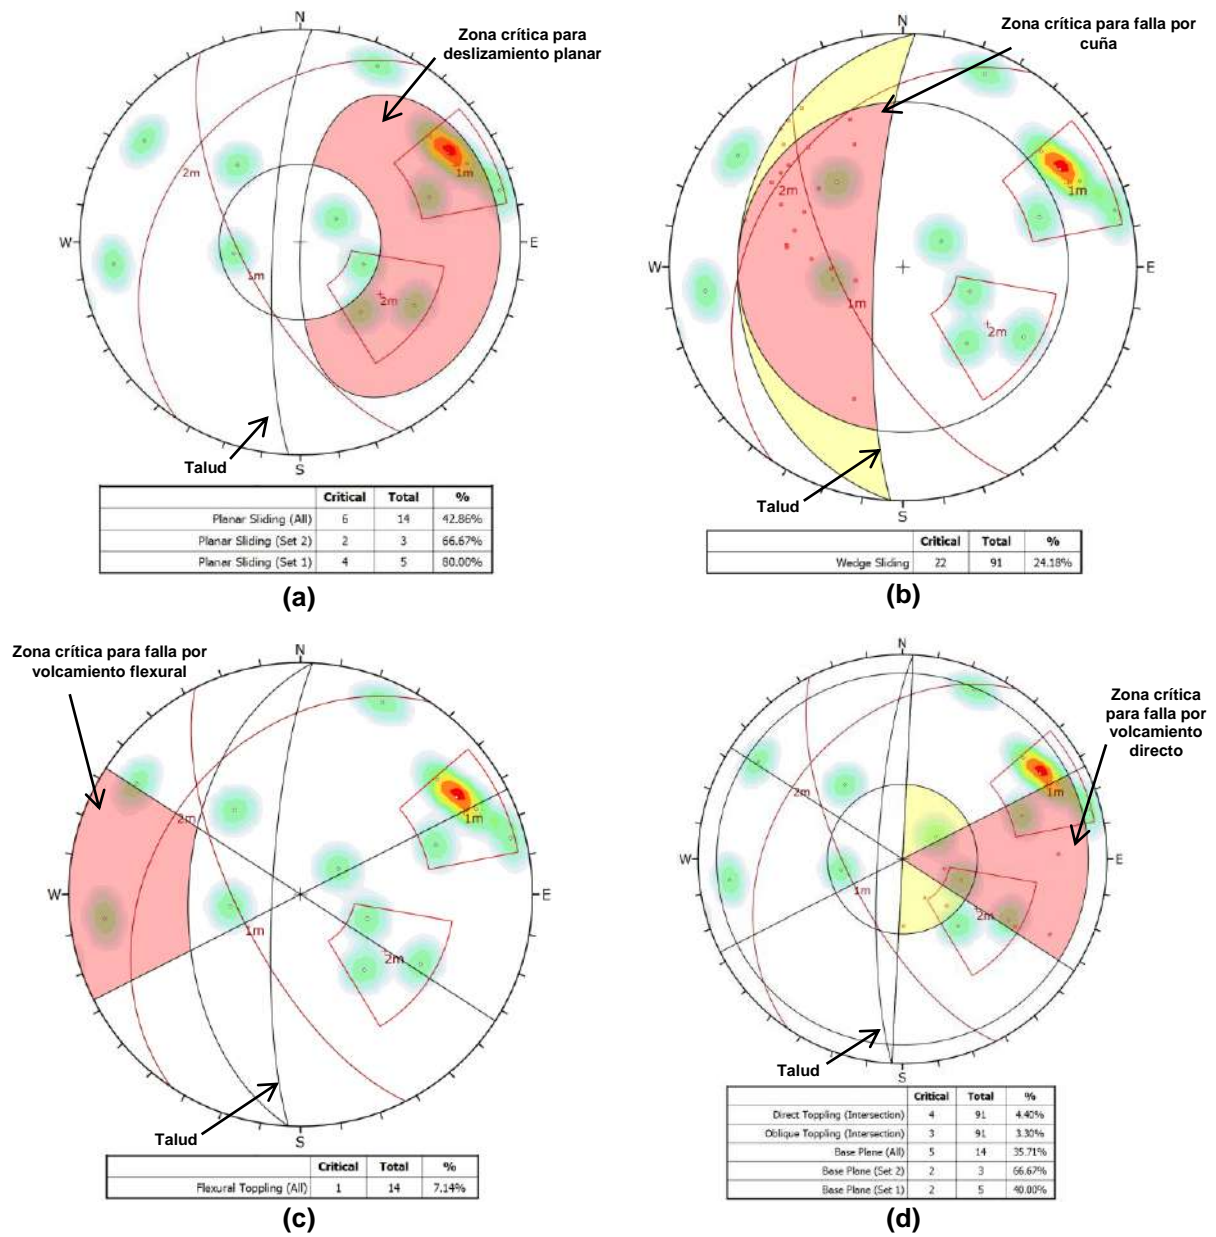 N
Zona crítica para
deslizamiento planar
2m
1m
W
E
1m
2m
Talud
S
Critical Total %
Planar Sliding (All) 6 14 42.86%
Planar Sliding (Set 2) 2 3 66.67%
Planar Sliding (Set 1) 4 5 80.00%
(a)
N
Zona crítica para falla por
cuña
2m
1m
W
E
1m
2m
Talud
S
Critical Total %
Wedge Sliding 22 91 24.18%
(b)
Zona crítica para falla por
volcamiento flexural
N
2m
1m
W
E
1m
2m
Talud
S
Critical Total %
Flexural Toppling (All) 1 14 7.14%
(c)
N
Zona crítica
para falla por
volcamiento
directo
2m
1m
W
E
1m
2m
Talud
S
Critical Total %
Direct Toppling (Intersection) 4 91 4.40%
Oblique Toppling (Intersection) 3 91 3.30%
Base Plane (All) 5 14 35.71%
Base Plane (Set 2) 2 3 66.67%
Base Plane (Set 1) 2 5 40.00%
(d)